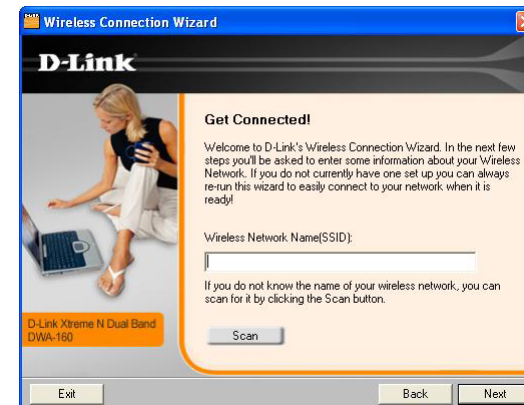 Wireless Connection Wizard
D-Link
Get Connected!
Welcome to D-Link's Wireless Connection Wizard. In the next few
steps you'll be asked to enter some information about your Wireless
Network. If you do not currently have one set up you can always
re-run this wizard to easily connect to your network when it is
ready!
Wireless Network Name(SSID):
If you do not know the name of your wireless network, you can
scan for it by clicking the Scan button.
D-Link Xtreme N Dual Band
DWA-160
Scan
Exit
Back
Next